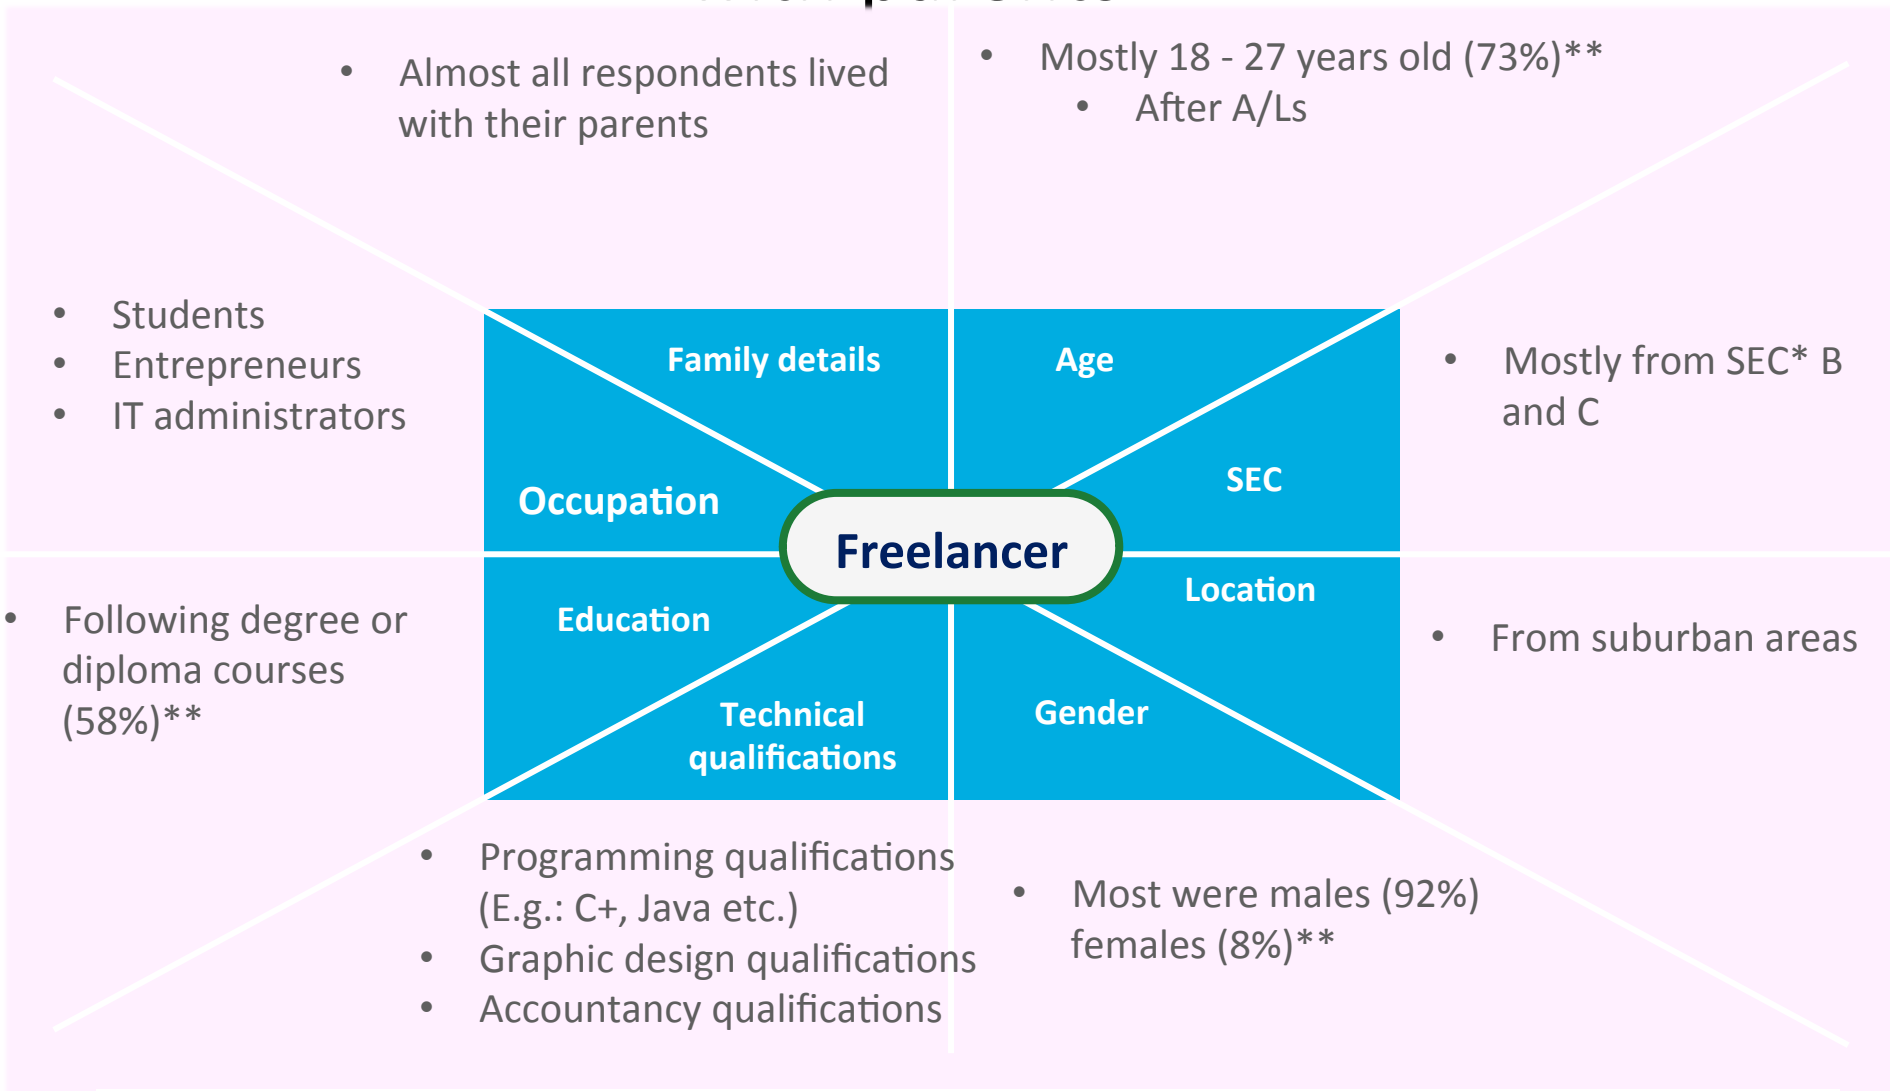 • Almost all respondents lived
with their parents
• Mostly 18 - 27 years old (73%)**
• After A/Ls
• Students
• Entrepreneurs
• IT administrators
Family details
Age
• Mostly from SEC* B
and C
Occupation
SEC
Freelancer
Education
Location
• Following degree or
diploma courses
(58%)**
• From suburban areas
Technical
qualifications
Gender
• Programming qualifications
(E.g.: C+, Java etc.)
• Graphic design qualifications
• Accountancy qualifications
• Most were males (92%)
females (8%)**